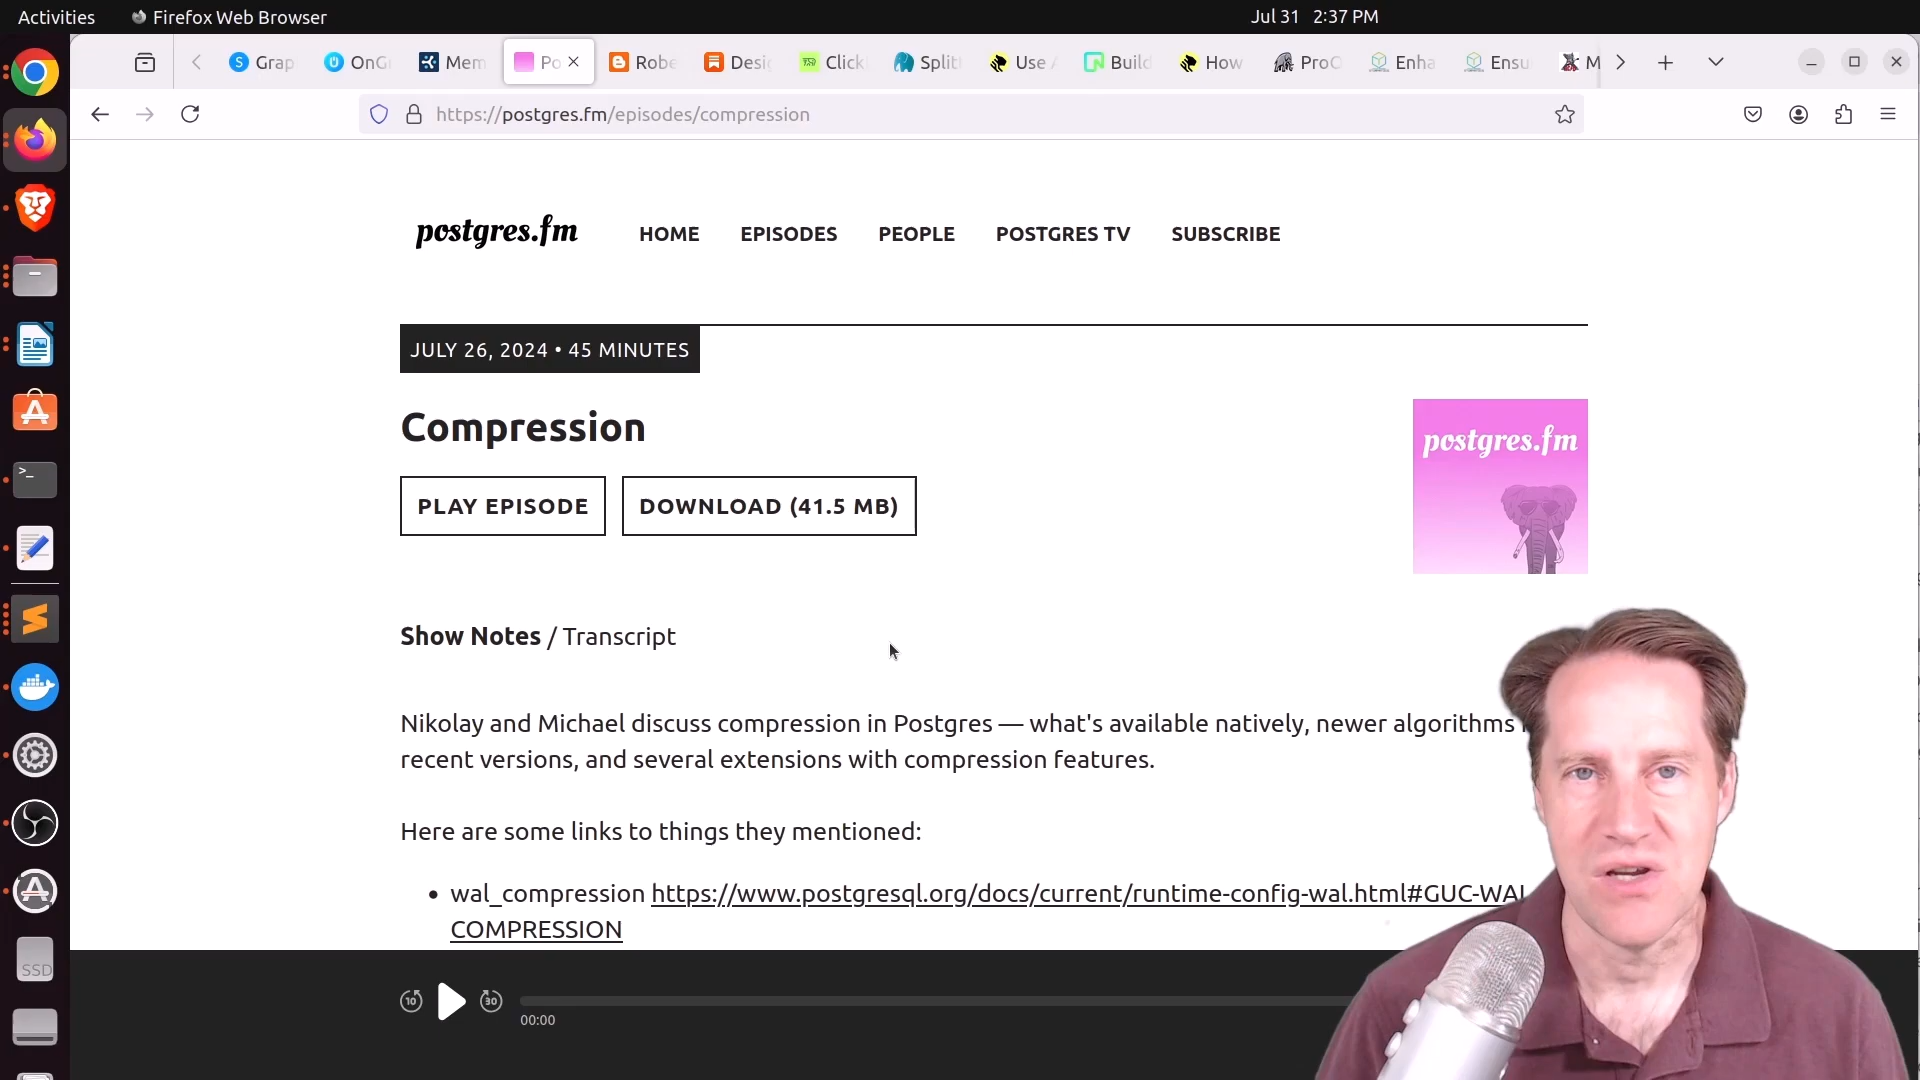 Activities
Firefox Web Browser
Jul 31 2:37 PM
Grap
OnG
Mem
Po
Robe
Desi
Click
Split
Use
Build
How
ProC
Enha
Ensu
M
https://postgres.fm/episodes/compression
postgres.fm
HOME
EPISODES
PEOPLE
POSTGRES TV
SUBSCRIBE
JULY 26, 2024 • 45 MINUTES
Compression
postgres.fm
PLAY EPISODE
DOWNLOAD (41.5 MB)
Show Notes / Transcript
Nikolay and Michael discuss compression in Postgres — what's available natively, newer algorithms
recent versions, and several extensions with compression features.
Here are some links to things they mentioned:
• wal_compression https://www.postgresql.org/docs/current/runtime-config-wal.html#GUC-WAL
COMPRESSION
10
30
00:00
SSD